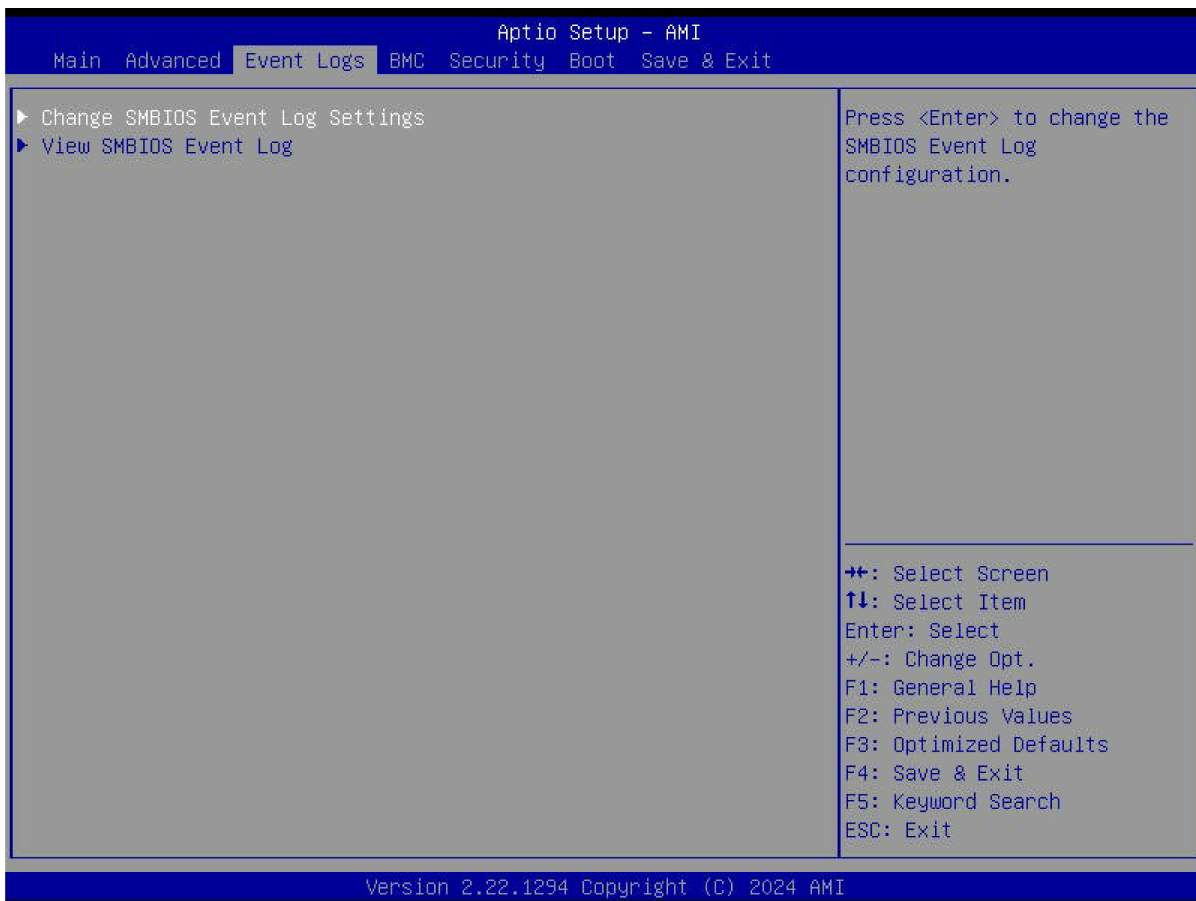 Aptio Setup – AMI
Main Advanced Event Logs BMC Security Boot Save & Exit
▶ Change SMBIOS Event Log Settings
▶ View SMBIOS Event Log
Press <Enter> to change the
SMBIOS Event Log
configuration.
→←: Select Screen
↑↓: Select Item
Enter: Select
+/-: Change Opt.
F1: General Help
F2: Previous Values
F3: Optimized Defaults
F4: Save & Exit
F5: Keyword Search
ESC: Exit
Version 2.22.1294 Copyright (C) 2024 AMI